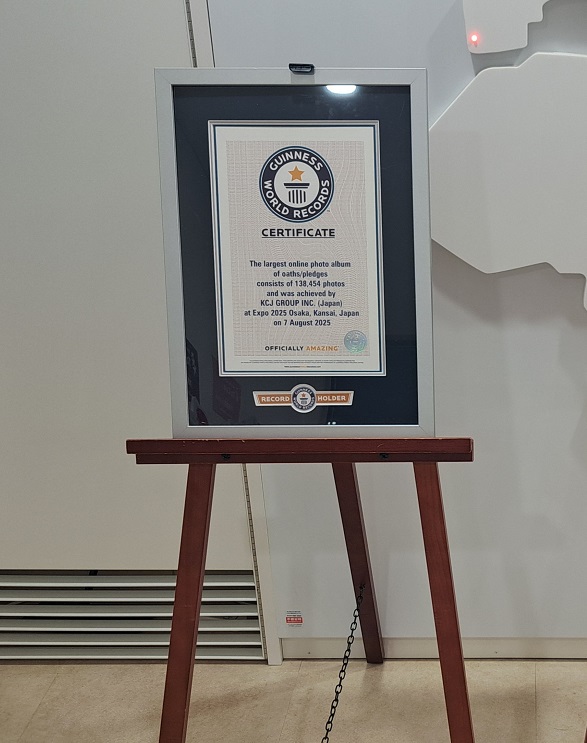 GUINNESS
WORLD RECORDS
CERTIFICATE
The largest online photo album
of oaths/pledges
consists of 138,454 photos
and was achieved by
KCJ GROUP INC. (Japan)
at Expo 2025 Osaka, Kansai, Japan
on 7 August 2025
OFFICIALLY AMAZING
RECORD HOLDER